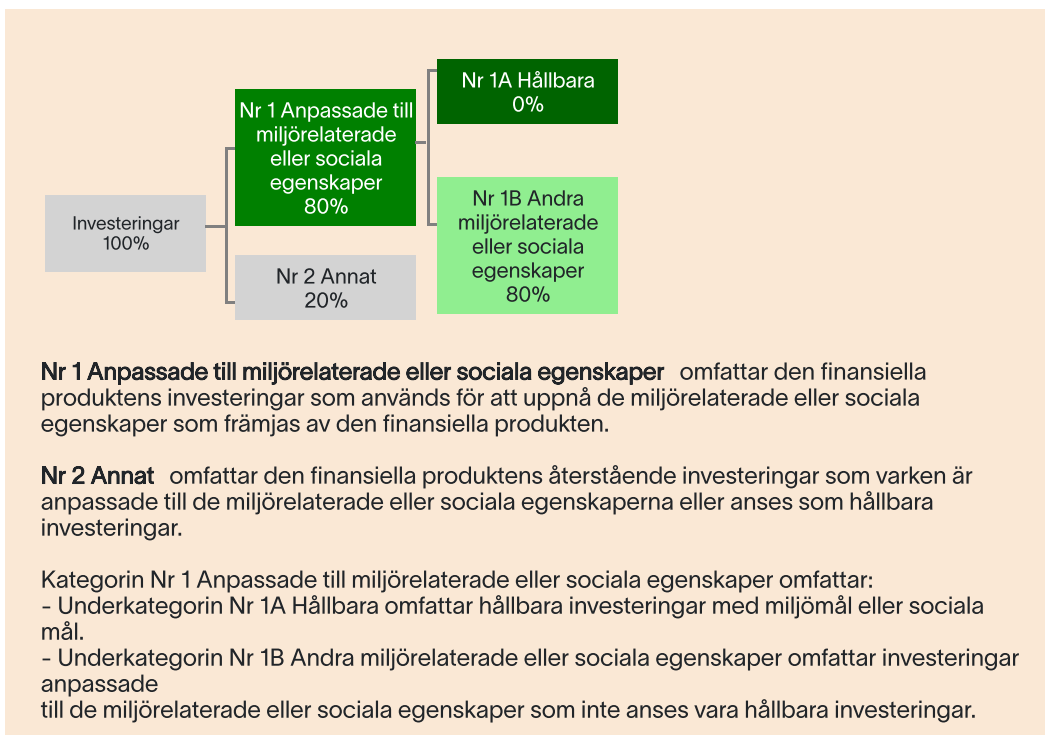 Investeringar
100%
Nr 1 Anpassade till
miljörelaterade
eller sociala
egenskaper
80%
Nr 2 Annat
20%
Nr 1A Hållbara
0%
Nr 1B Andra
miljörelaterade
eller sociala
egenskaper
80%
Nr 1 Anpassade till miljörelaterade eller sociala egenskaper omfattar den finansiella
produktens investeringar som används för att uppnå de miljörelaterade eller sociala
egenskaper som främjas av den finansiella produkten.
Nr 2 Annat omfattar den finansiella produktens återstående investeringar som varken är
anpassade till de miljörelaterade eller sociala egenskaperna eller anses som hållbara
investeringar.
Kategorin Nr 1 Anpassade till miljörelaterade eller sociala egenskaper omfattar:
- Underkategorin Nr 1A Hållbara omfattar hållbara investeringar med miljömål eller sociala
mål.
- Underkategorin Nr 1B Andra miljörelaterade eller sociala egenskaper omfattar investeringar
anpassade
till de miljörelaterade eller sociala egenskaper som inte anses vara hållbara investeringar.